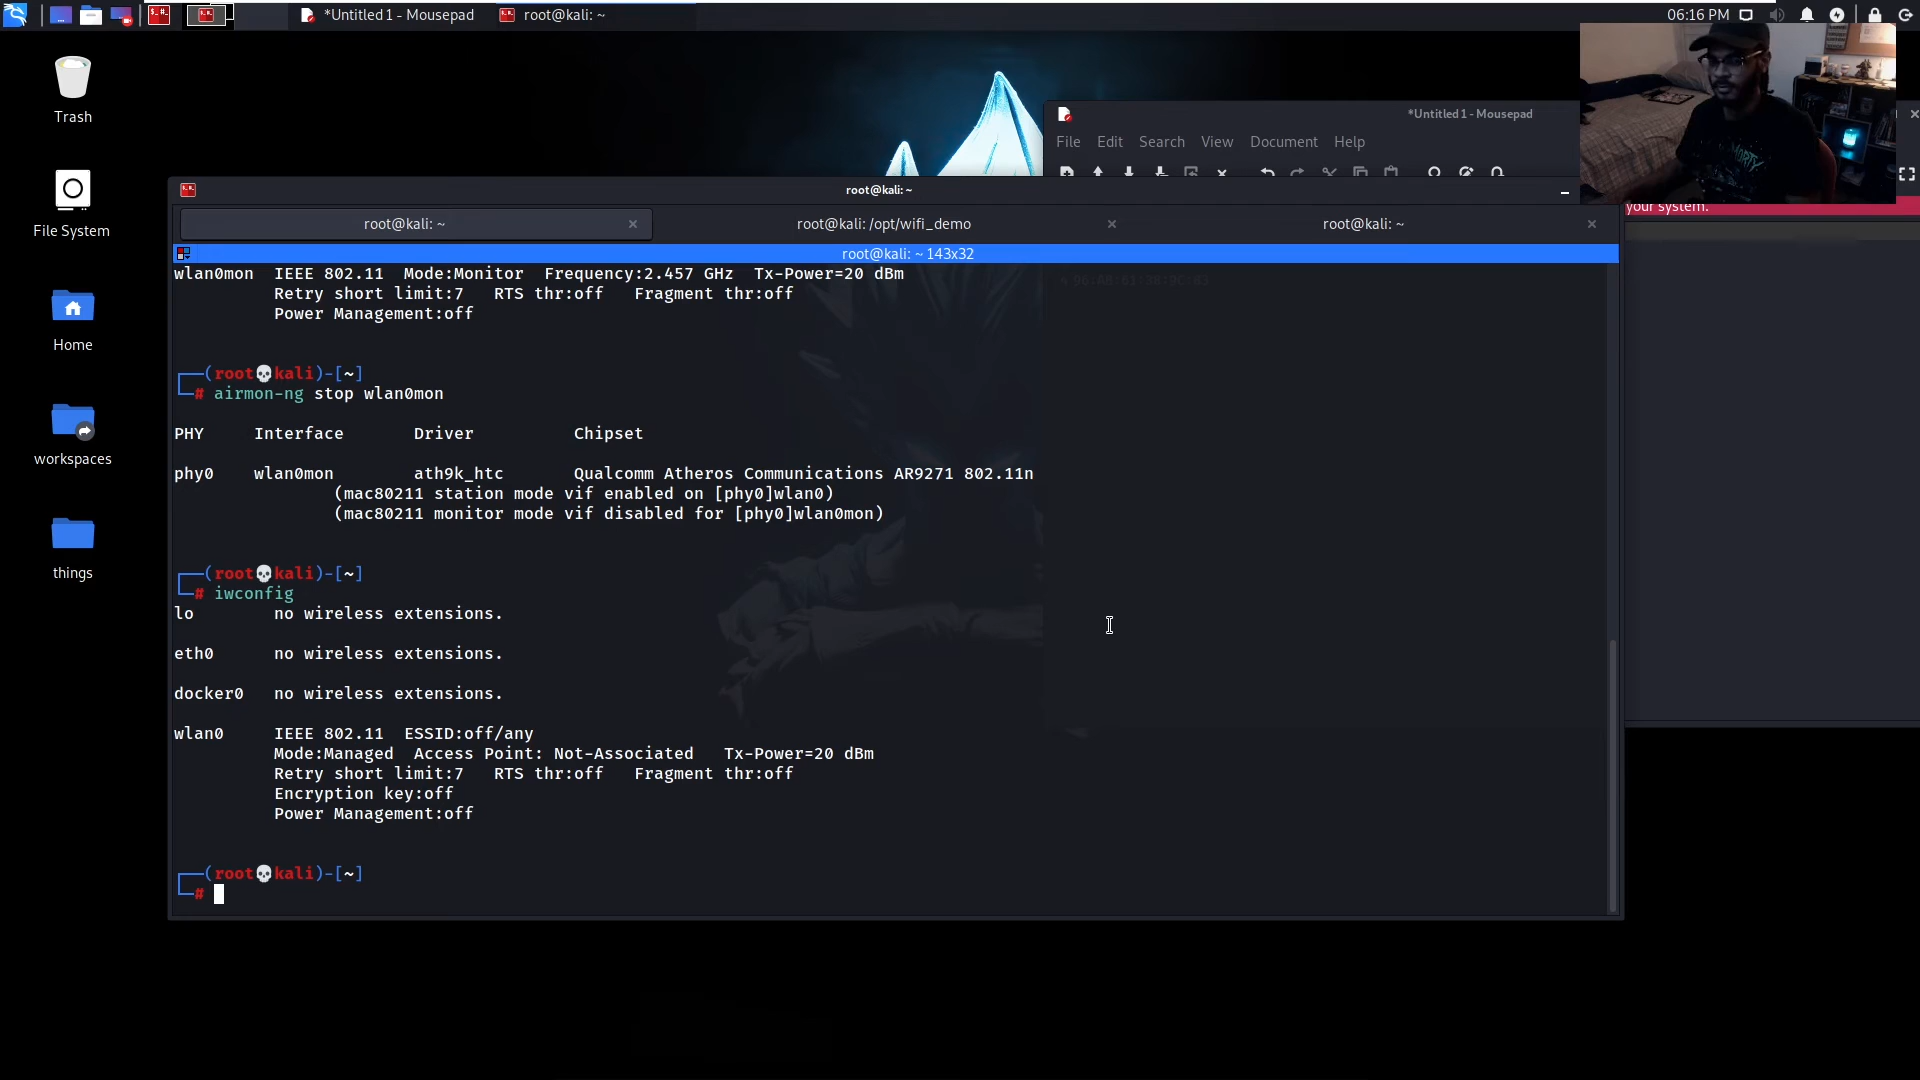 *Untitled 1 - Mousepad
root@kali: ~
06:16 PM
Trash
File System
Home
workspaces
things
*Untitled 1 - Mousepad
File Edit Search View Document Help
your system.
root@kali: ~
root@kali: ~
root@kali: /opt/wifi_demo
root@kali: ~
root@kali: ~ 143x32
wlan0mon  IEEE 802.11  Mode:Monitor  Frequency:2.457 GHz  Tx-Power=20 dBm
Retry short limit:7   RTS thr:off   Fragment thr:off
Power Management:off
(root💀kali)-[~]
# airmon-ng stop wlan0mon
PHY     Interface       Driver          Chipset
phy0    wlan0mon        ath9k_htc       Qualcomm Atheros Communications AR9271 802.11n
(mac80211 station mode vif enabled on [phy0]wlan0)
(mac80211 monitor mode vif disabled for [phy0]wlan0mon)
(root💀kali)-[~]
# iwconfig
lo        no wireless extensions.
eth0      no wireless extensions.
docker0   no wireless extensions.
wlan0     IEEE 802.11  ESSID:off/any
Mode:Managed  Access Point: Not-Associated   Tx-Power=20 dBm
Retry short limit:7   RTS thr:off   Fragment thr:off
Encryption key:off
Power Management:off
(root💀kali)-[~]
#